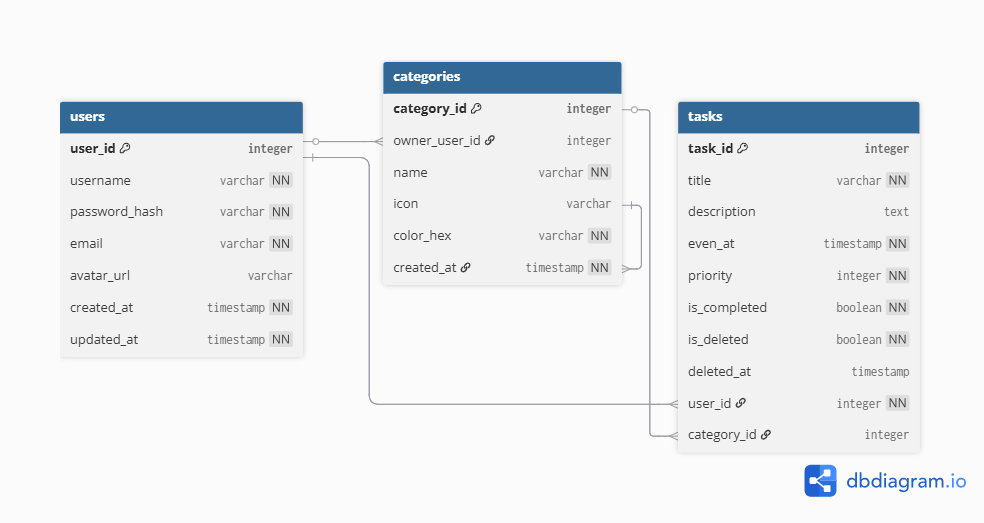 users
user_id integer
username varchar NN
password_hash varchar NN
email varchar NN
avatar_url varchar
created_at timestamp NN
updated_at timestamp NN
categories
category_id integer
owner_user_id integer
name varchar NN
icon varchar
color_hex varchar NN
created_at timestamp NN
tasks
task_id integer
title varchar NN
description text
even_at timestamp NN
priority integer NN
is_completed boolean NN
is_deleted boolean NN
deleted_at timestamp
user_id integer NN
category_id integer
dbdiagram.io